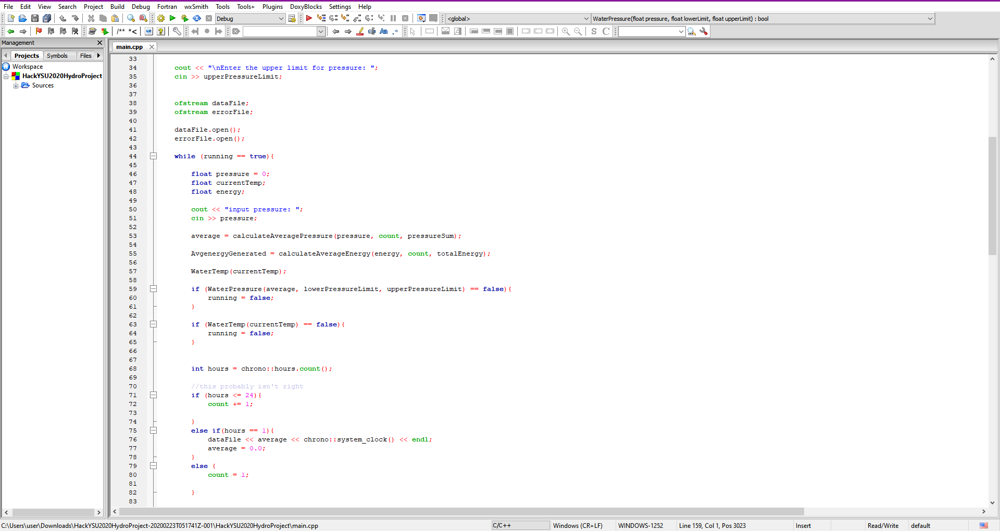 File Edit View Search Project Build Debug Fortran wxSmith Tools Tools+ Plugins DoxyBlocks Settings Help
Debug <global> WaterPressure(float pressure, float lowerLimit, float upperLimit) : bool
/** *<
Management
Projects Symbols Files
main.cpp
Workspace
HackYSU2020HydroProject
Sources
33
34 cout << "\nEnter the upper limit for pressure: ";
35 cin >> upperPressureLimit;
36
37
38 ofstream dataFile;
39 ofstream errorFile;
40
41 dataFile.open();
42 errorFile.open();
43
44 while (running == true){
45
46 float pressure = 0;
47 float currentTemp;
48 float energy;
49
50 cout << "input pressure: ";
51 cin >> pressure;
52
53 average = calculateAveragePressure(pressure, count, pressureSum);
54
55 AvgenergyGenerated = calculateAverageEnergy(energy, count, totalEnergy);
56
57 WaterTemp(currentTemp);
58
59 if (WaterPressure(average, lowerPressureLimit, upperPressureLimit) == false){
60 running = false;
61 }
62
63 if (WaterTemp(currentTemp) == false){
64 running = false;
65 }
66
67
68 int hours = chrono::hours.count();
69
70 //this probably isn't right
71 if (hours <= 24){
72 count += 1;
73
74 }
75 else if(hours == 1){
76 dataFile << average << chrono::system_clock() << endl;
77 average = 0.0;
78 }
79 else {
80 count = 1;
81
82 }
83
C:\Users\user\Downloads\HackYSU2020HydroProject-20200223T051741Z-001\HackYSU2020HydroProject\main.cpp C/C++ Windows (CR+LF) WINDOWS-1252 Line 159, Col 1, Pos 3023 Insert Read/Write default